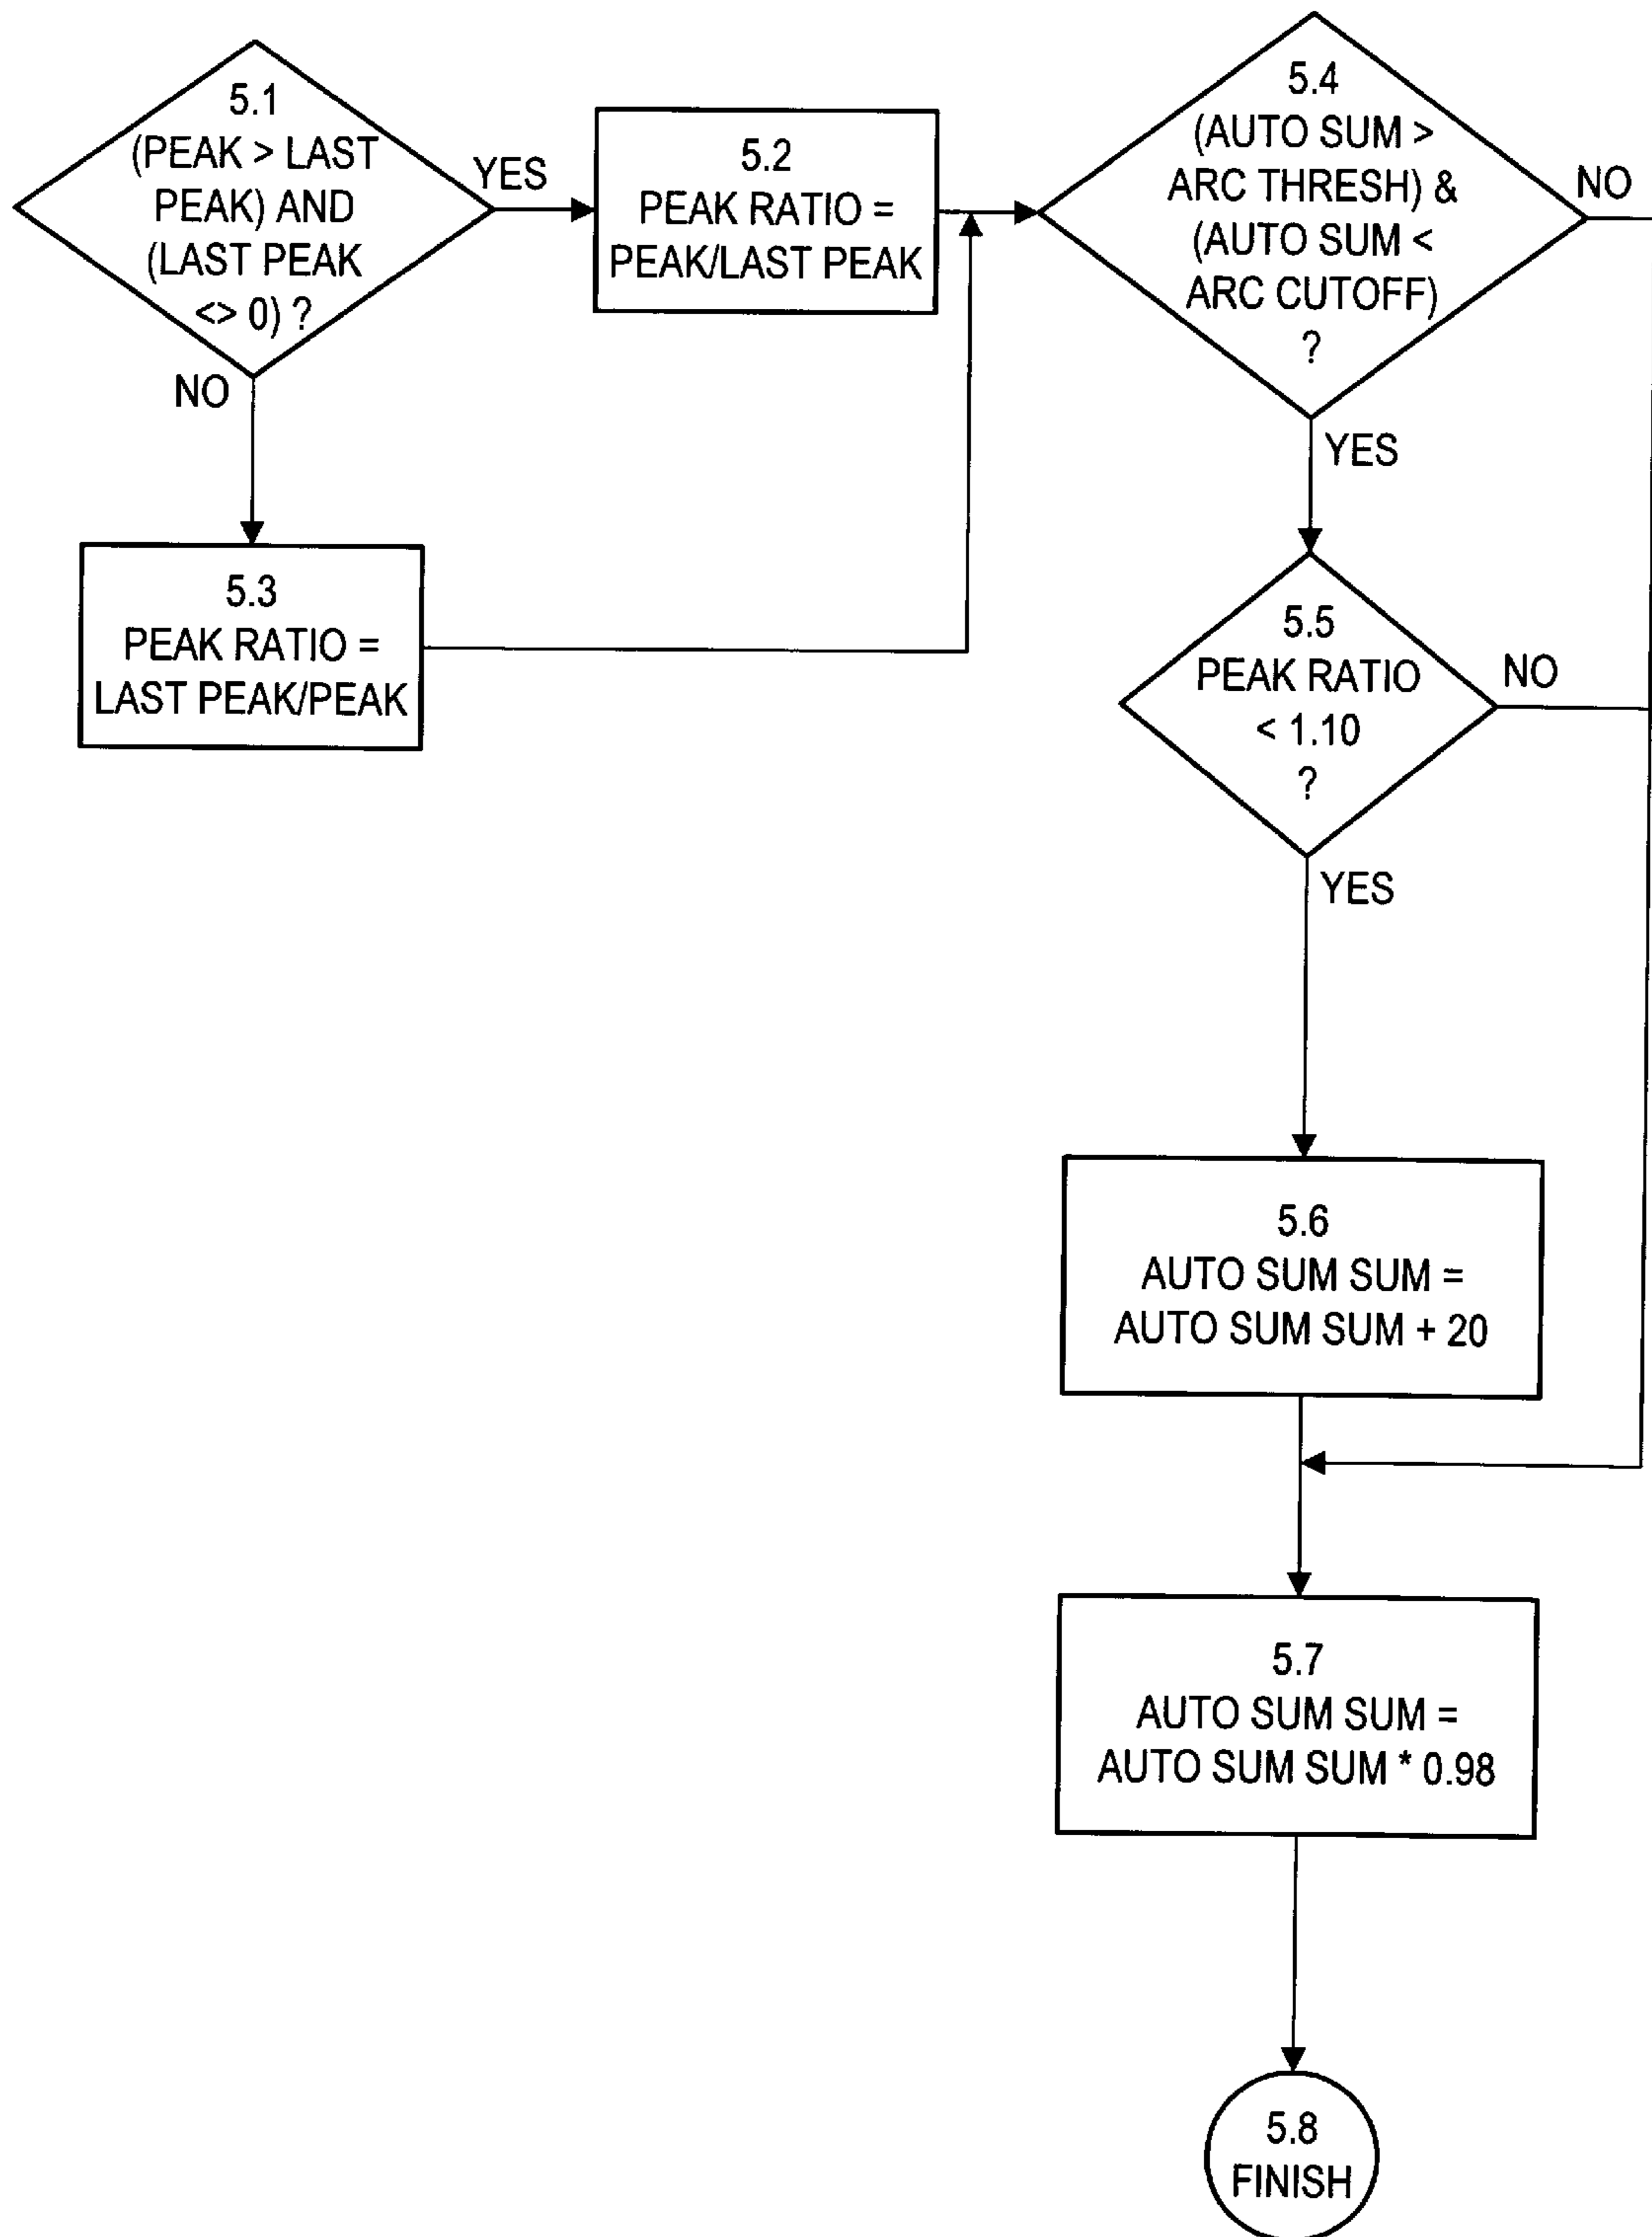 5.1
(PEAK > LAST
PEAK) AND
(LAST PEAK
<> 0) ?
YES
NO
5.2
PEAK RATIO =
PEAK/LAST PEAK
5.3
PEAK RATIO =
LAST PEAK/PEAK
5.4
(AUTO SUM >
ARC THRESH) &
(AUTO SUM <
ARC CUTOFF)
?
NO
YES
5.5
PEAK RATIO
< 1.10
?
NO
YES
5.6
AUTO SUM SUM =
AUTO SUM SUM + 20
5.7
AUTO SUM SUM =
AUTO SUM SUM * 0.98
5.8
FINISH